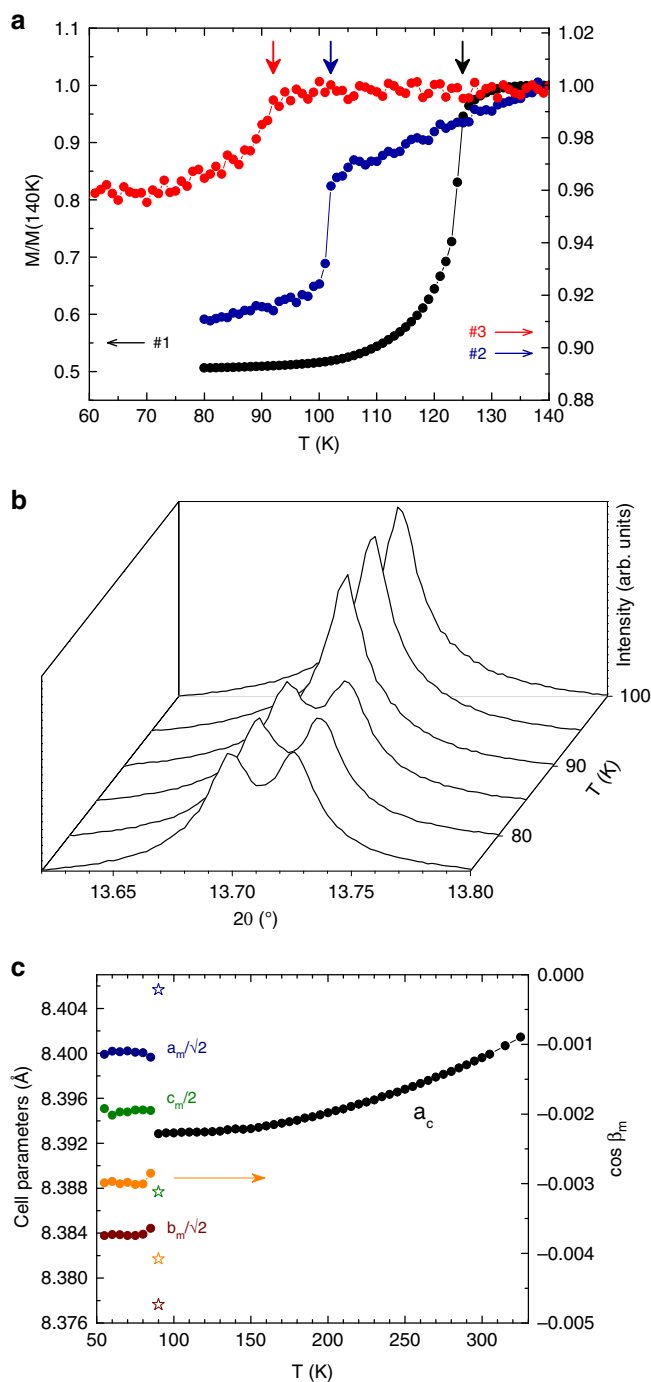 a
1.1
1.0
0.9
0.8
0.7
0.6
0.5
M/M(140K)
1.02
1.00
0.98
0.96
0.94
0.92
0.90
0.88
#1
#3
#2
60 70 80 90 100 110 120 130 140
T (K)
b
Intensity (arb. units)
100
90
80
T (K)
13.65 13.70 13.75 13.80
2θ (°)
c
8.404
8.400
8.396
8.392
8.388
8.384
8.380
8.376
Cell parameters (Å)
0.000
−0.001
−0.002
−0.003
−0.004
−0.005
cos βm
am/√2
cm/2
bm/√2
ac
50 100 150 200 250 300
T (K)